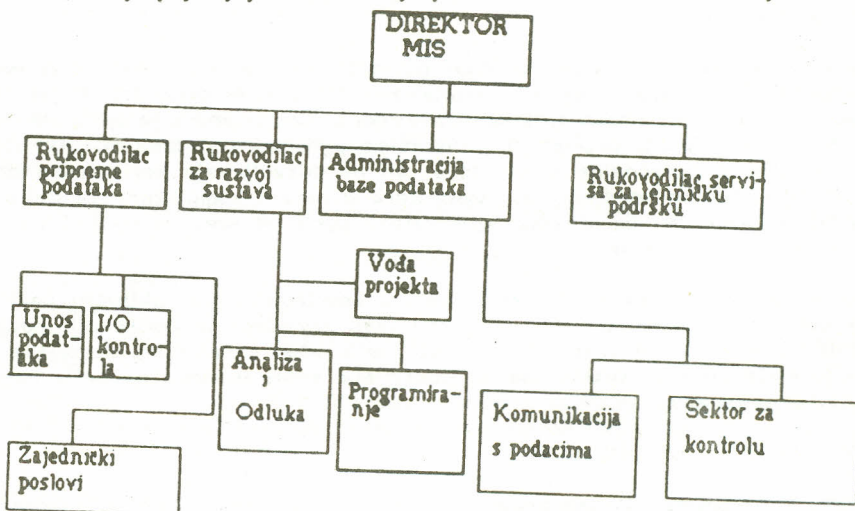 DIREKTOR
MIS
Rukovodilac
pripreme
podataka
Rukovodilac
za razvoj
sustava
Administracija
baze podataka
Rukovodilac servi-
sa za tehničku
podršku
Vođa
projekta
Unos
podat-
aka
I/O
kontro-
la
Analiza
i
Odluka
Programira-
nje
Komunikacija
s podacima
Sektor za
kontrolu
Zajednički
poslovi